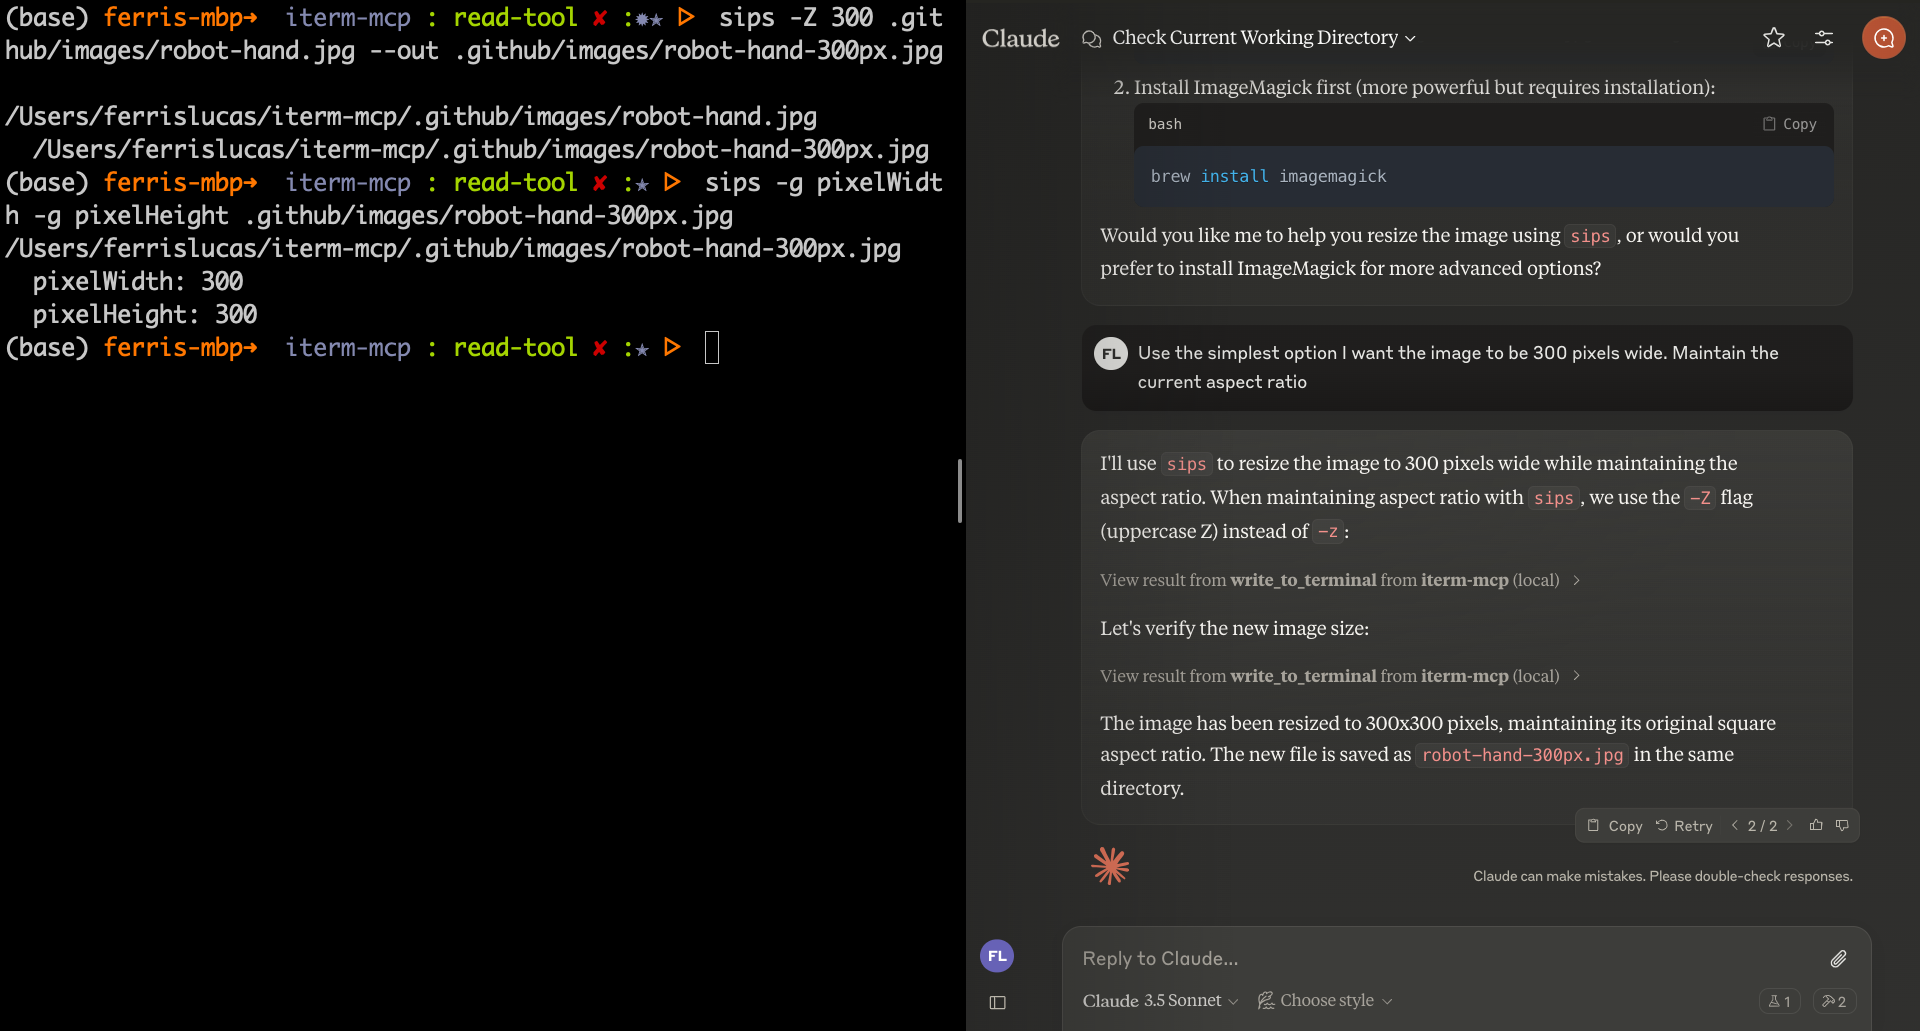 (base) ferris-mbp→  iterm-mcp : read-tool ✘ :✹★ ▷  sips -Z 300 .git
hub/images/robot-hand.jpg --out .github/images/robot-hand-300px.jpg
/Users/ferrislucas/iterm-mcp/.github/images/robot-hand.jpg
  /Users/ferrislucas/iterm-mcp/.github/images/robot-hand-300px.jpg
(base) ferris-mbp→  iterm-mcp : read-tool ✘ :★ ▷  sips -g pixelWidt
h -g pixelHeight .github/images/robot-hand-300px.jpg
/Users/ferrislucas/iterm-mcp/.github/images/robot-hand-300px.jpg
  pixelWidth: 300
  pixelHeight: 300
(base) ferris-mbp→  iterm-mcp : read-tool ✘ :★ ▷
Claude
Check Current Working Directory
2. Install ImageMagick first (more powerful but requires installation):
bash
Copy
brew install imagemagick
Would you like me to help you resize the image using sips, or would you
prefer to install ImageMagick for more advanced options?
FL
Use the simplest option I want the image to be 300 pixels wide. Maintain the
current aspect ratio
I'll use sips to resize the image to 300 pixels wide while maintaining the
aspect ratio. When maintaining aspect ratio with sips, we use the -Z flag
(uppercase Z) instead of -z:
View result from write_to_terminal from iterm-mcp (local)
Let's verify the new image size:
View result from write_to_terminal from iterm-mcp (local)
The image has been resized to 300x300 pixels, maintaining its original square
aspect ratio. The new file is saved as robot-hand-300px.jpg in the same
directory.
Copy Retry 2 / 2
Claude can make mistakes. Please double-check responses.
FL
Reply to Claude...
Claude 3.5 Sonnet Choose style 1 2